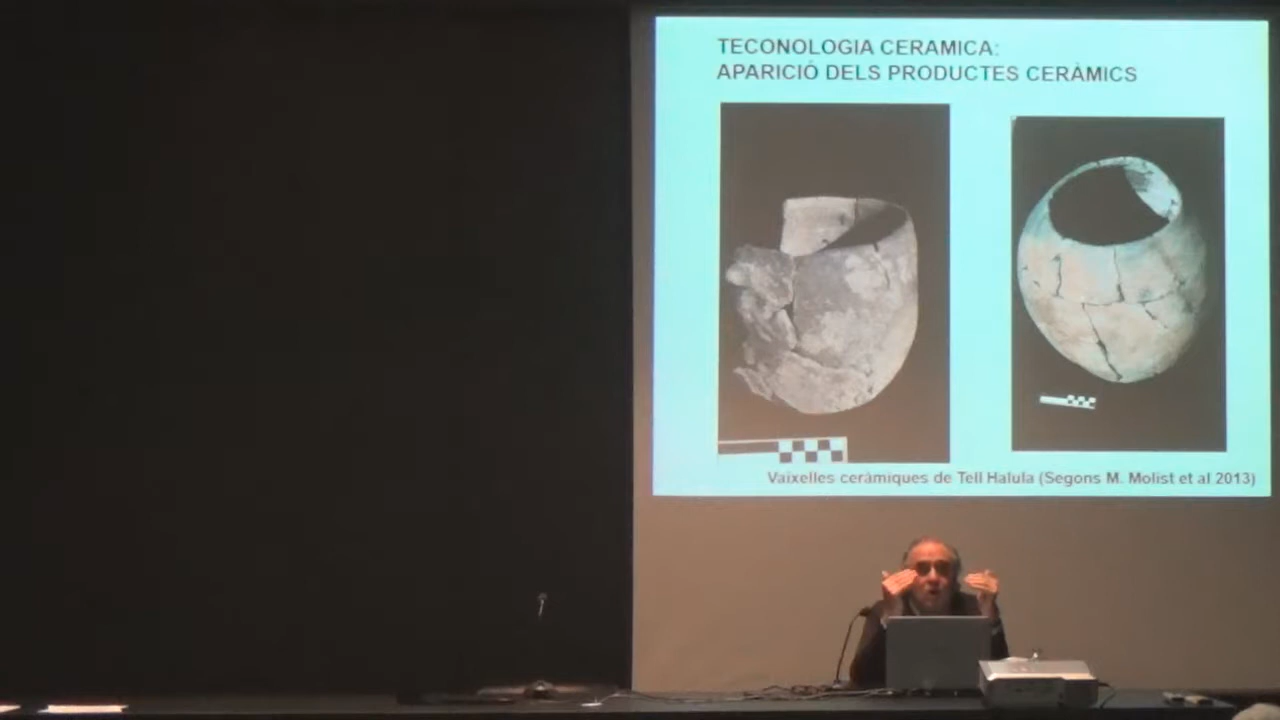 TECONOLOGIA CERAMICA:
APARICIÓ DELS PRODUCTES CERÀMICS
Vaixelles ceràmiques de Tell Halula (Segons M. Molist et al 2013)